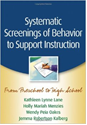 Systematic
Screenings of Behavior
to Support Instruction
From Preschool to High School
Kathleen Lynne Lane
Holly Mariah Menzies
Wendy Peia Oakes
Jemma Robertson Kalberg